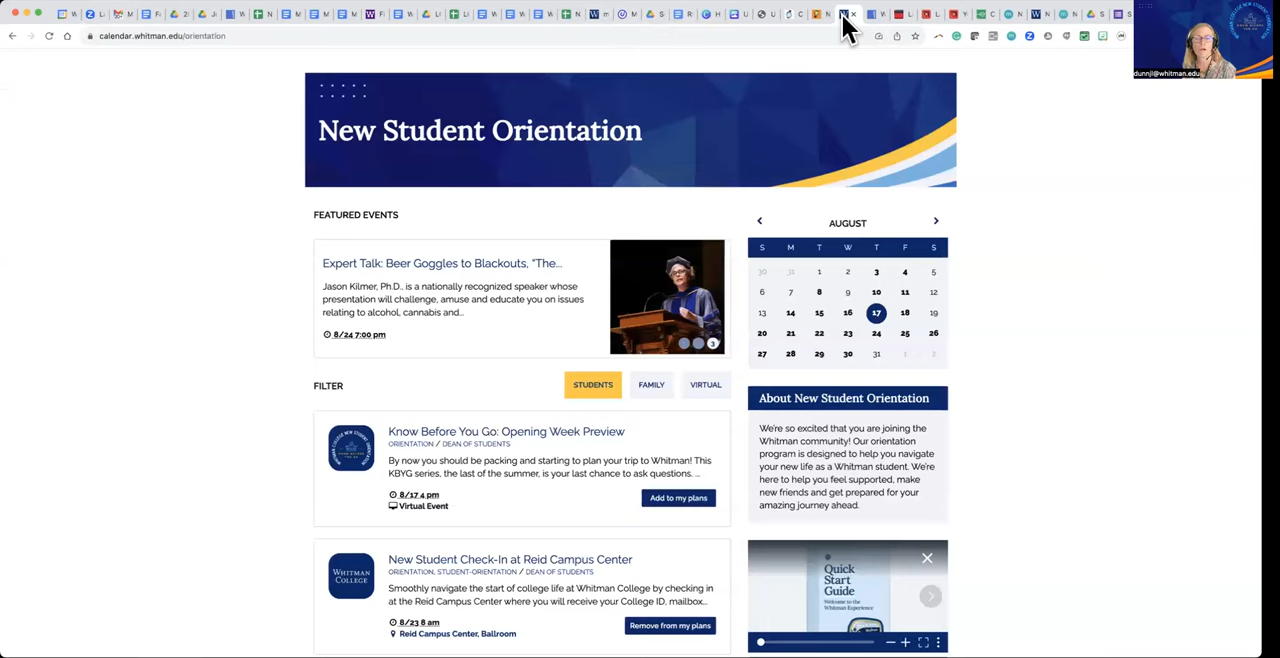 calendar.whitman.edu/orientation
dunnjl@whitman.edu
New Student Orientation
FEATURED EVENTS
Expert Talk: Beer Goggles to Blackouts, "The...
Jason Kilmer, Ph.D., is a nationally recognized speaker whose
presentation will challenge, amuse and educate you on issues
relating to alcohol, cannabis and...
8/24 7:00 pm
3
FILTER
STUDENTS
FAMILY
VIRTUAL
Know Before You Go: Opening Week Preview
ORIENTATION / DEAN OF STUDENTS
By now you should be packing and starting to plan your trip to Whitman! This
KBYG series, the last of the summer, is your last chance to ask questions. ...
8/17 4 pm
Virtual Event
Add to my plans
WHITMAN
COLLEGE
New Student Check-In at Reid Campus Center
ORIENTATION, STUDENT-ORIENTATION / DEAN OF STUDENTS
Smoothly navigate the start of college life at Whitman College by checking in
at the Reid Campus Center where you will receive your College ID, mailbox...
8/23 8 am
Reid Campus Center, Ballroom
Remove from my plans
AUGUST
S M T W T F S
30 31 1 2 3 4 5
6 7 8 9 10 11 12
13 14 15 16 17 18 19
20 21 22 23 24 25 26
27 28 29 30 31 1 2
About New Student Orientation
We're so excited that you are joining the
Whitman community! Our orientation
program is designed to help you navigate
your new life as a Whitman student. We're
here to help you feel supported, make
new friends and get prepared for your
amazing journey ahead.
Quick
Start
Guide
Welcome to the
Whitman Experience